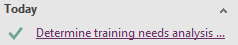 Today
Determine training needs analysis ...